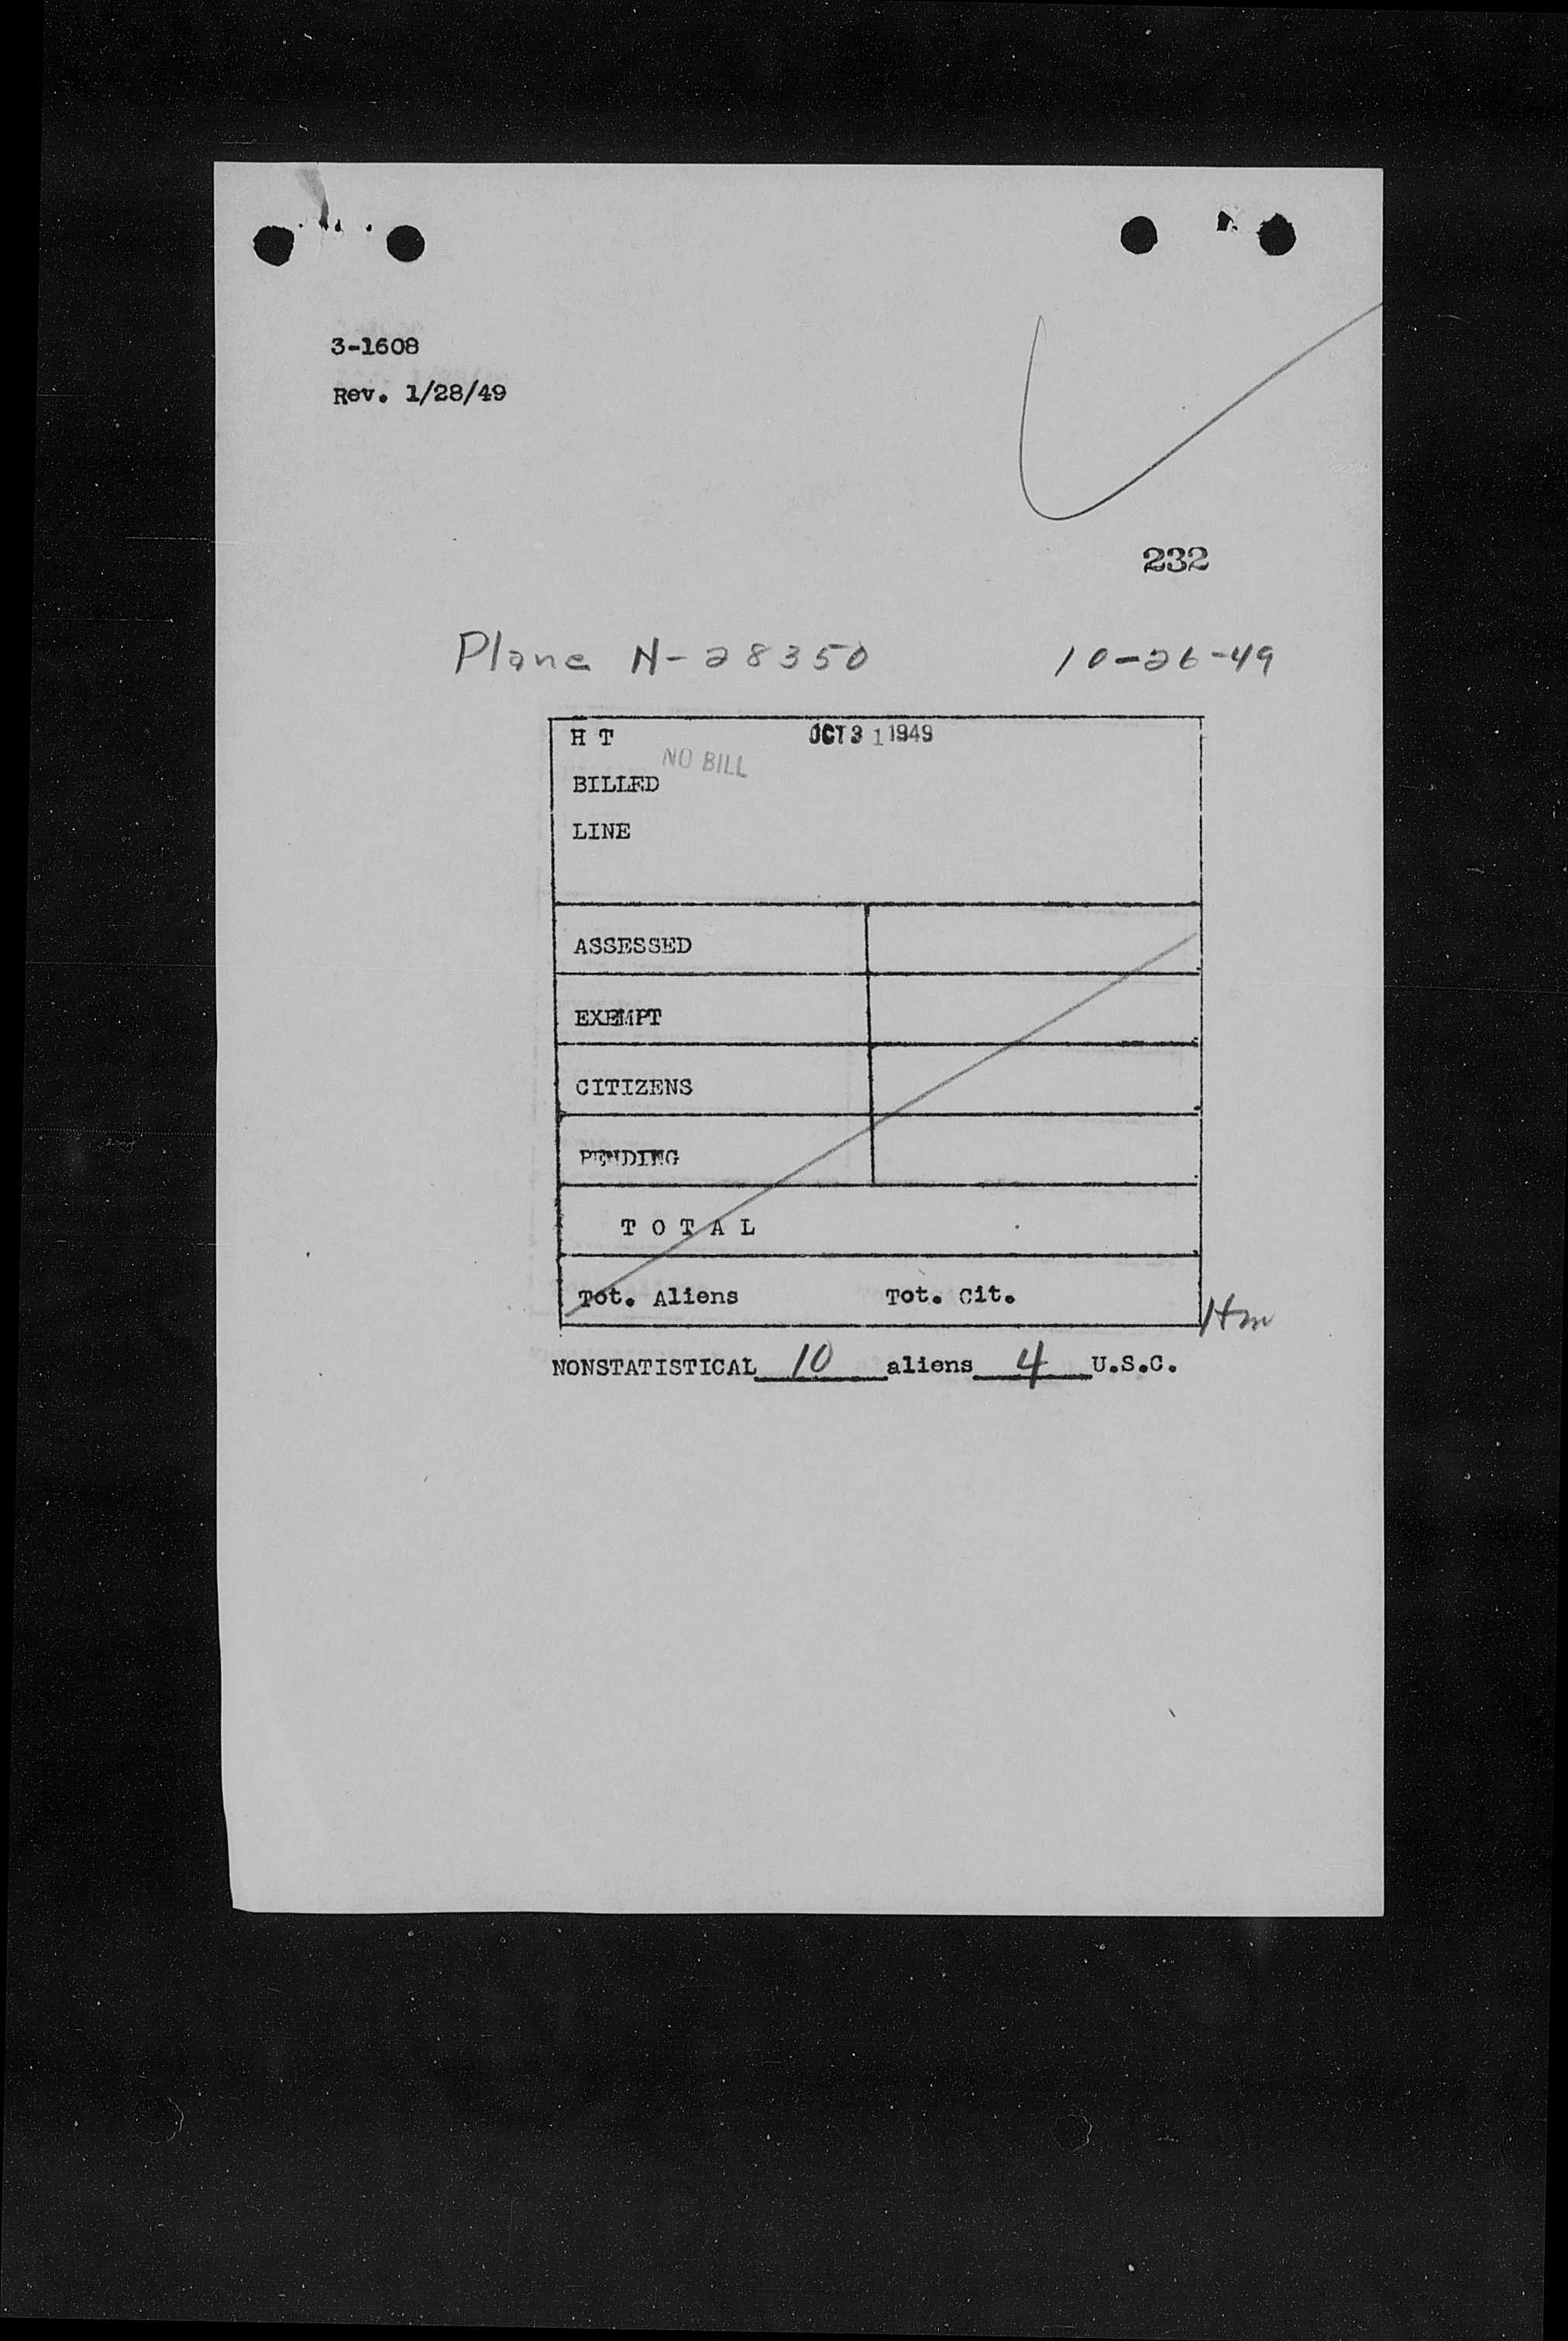 3-1608
Rev. 1/28/49
232
Plane N-28350 10-26-49
H T OCT 31 1949
NO BILL
BILLED
LINE
ASSESSED
EXEMPT
CITIZENS
PENDING
T O T A L
Tot. Aliens Tot. Cit.
Hm
NONSTATISTICAL 10 aliens 4 U.S.C.